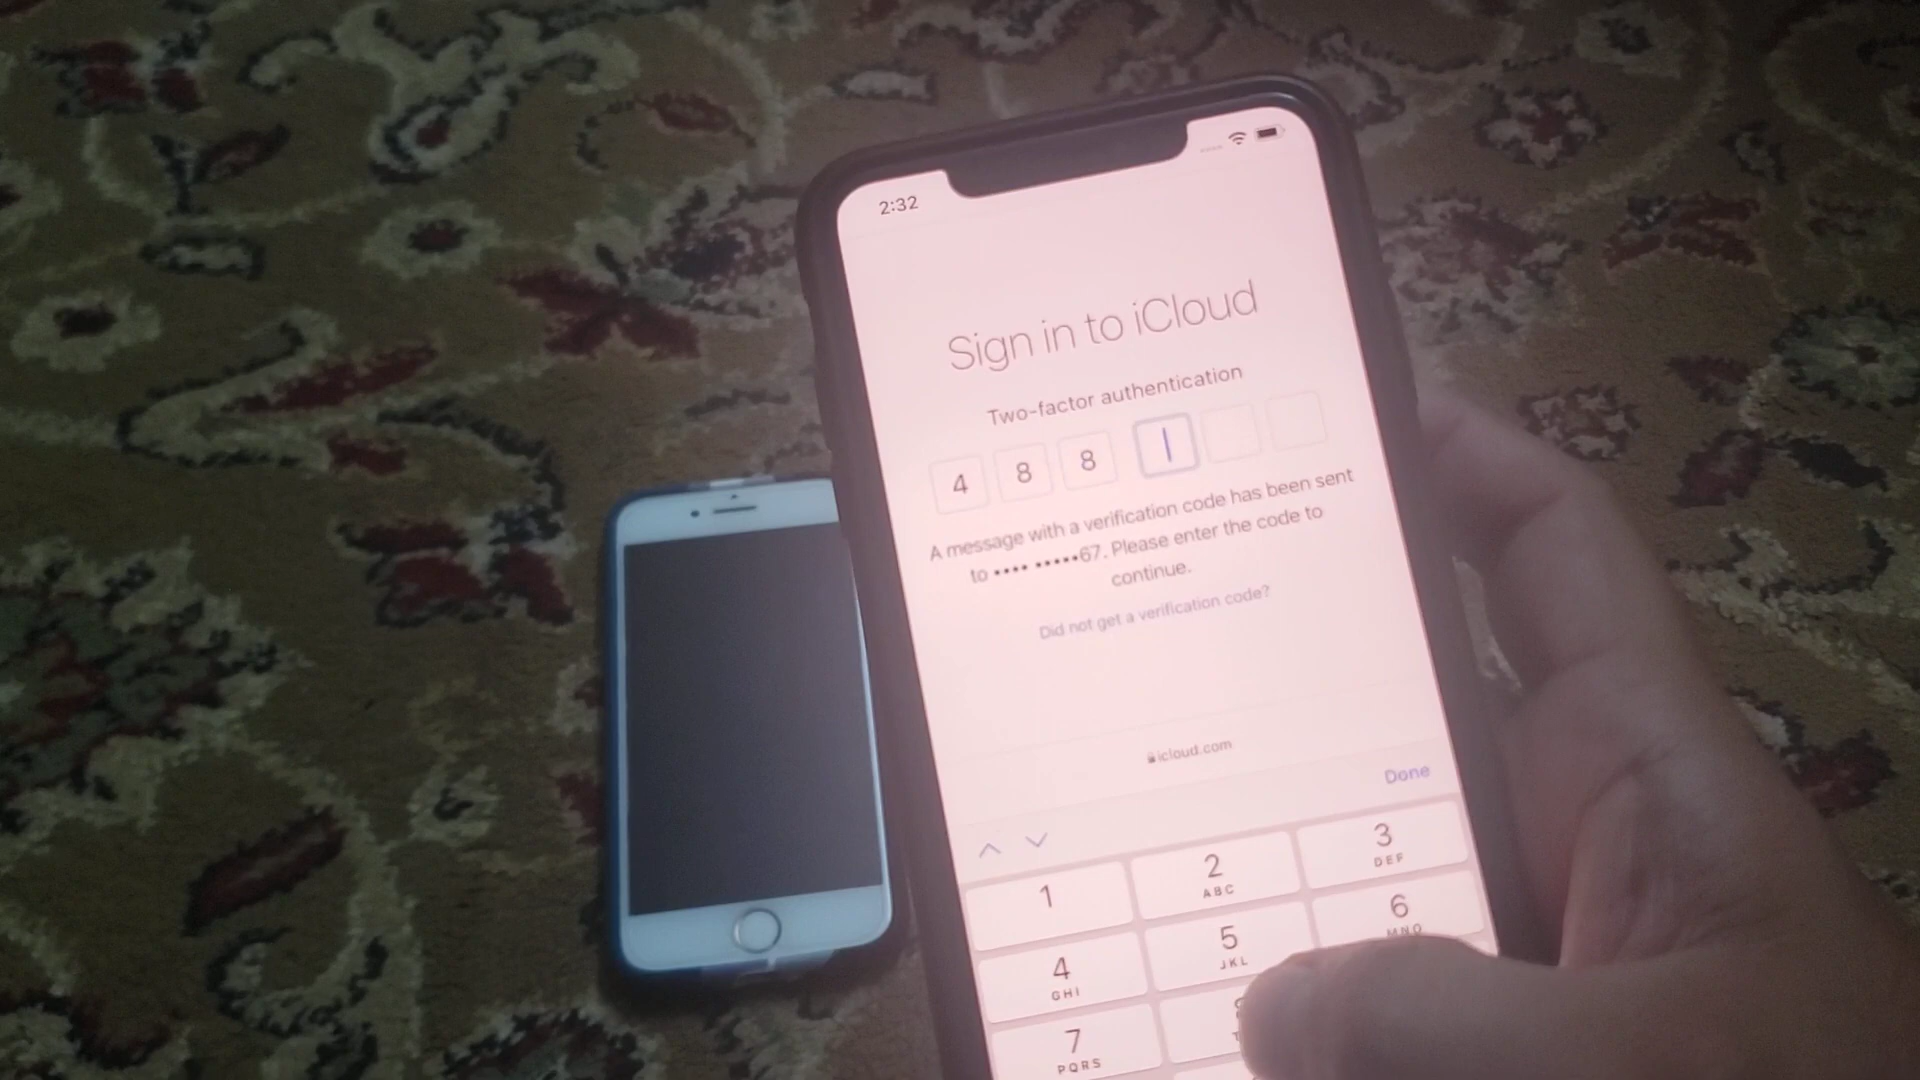 2:32
Sign in to iCloud
Two-factor authentication
4 8 8
A message with a verification code has been sent
to •••• •••••67. Please enter the code to
continue.
Did not get a verification code?
icloud.com
Done
1
2
ABC
3
DEF
4
GHI
5
JKL
6
MNO
7
PQRS